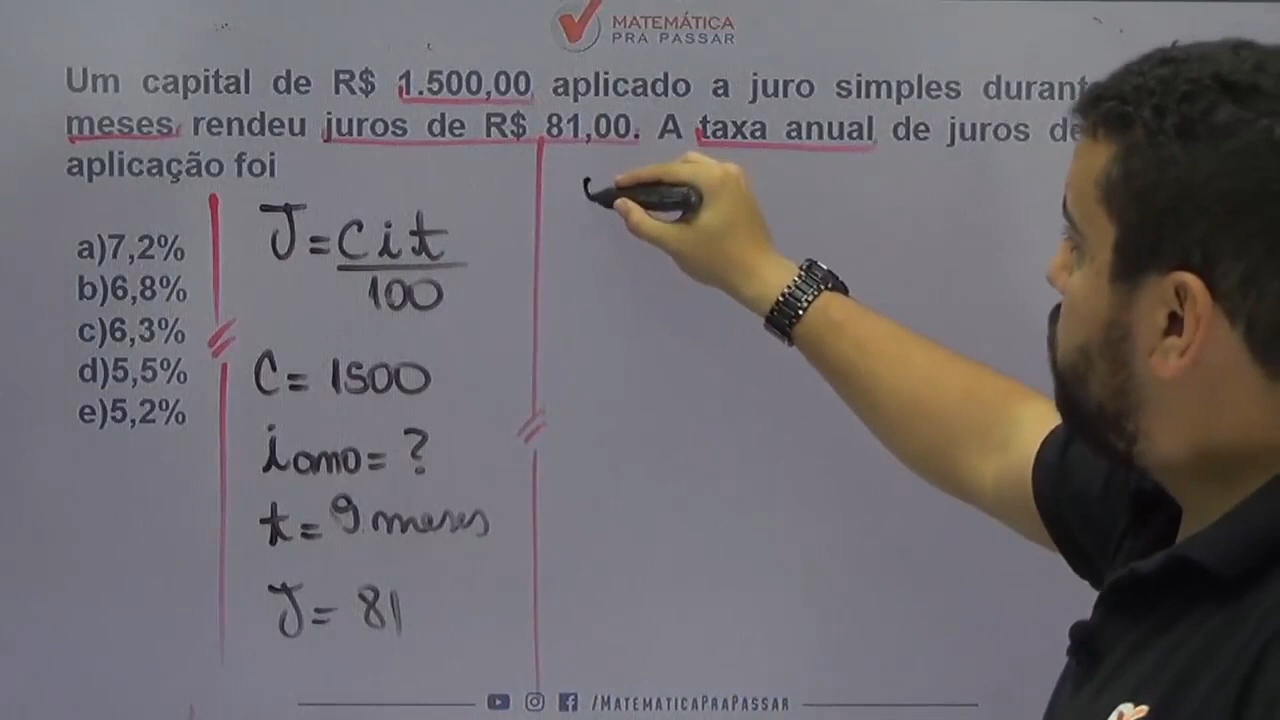 MATEMÁTICA
PRA PASSAR
Um capital de R$ 1.500,00 aplicado a juro simples durant
meses rendeu juros de R$ 81,00. A taxa anual de juros de
aplicação foi
a)7,2%
b)6,8%
c)6,3%
d)5,5%
e)5,2%
J = cit
100
C = 1500
i ano = ?
t = 9 meses
J = 81
/MATEMATICAPRAPASSAR